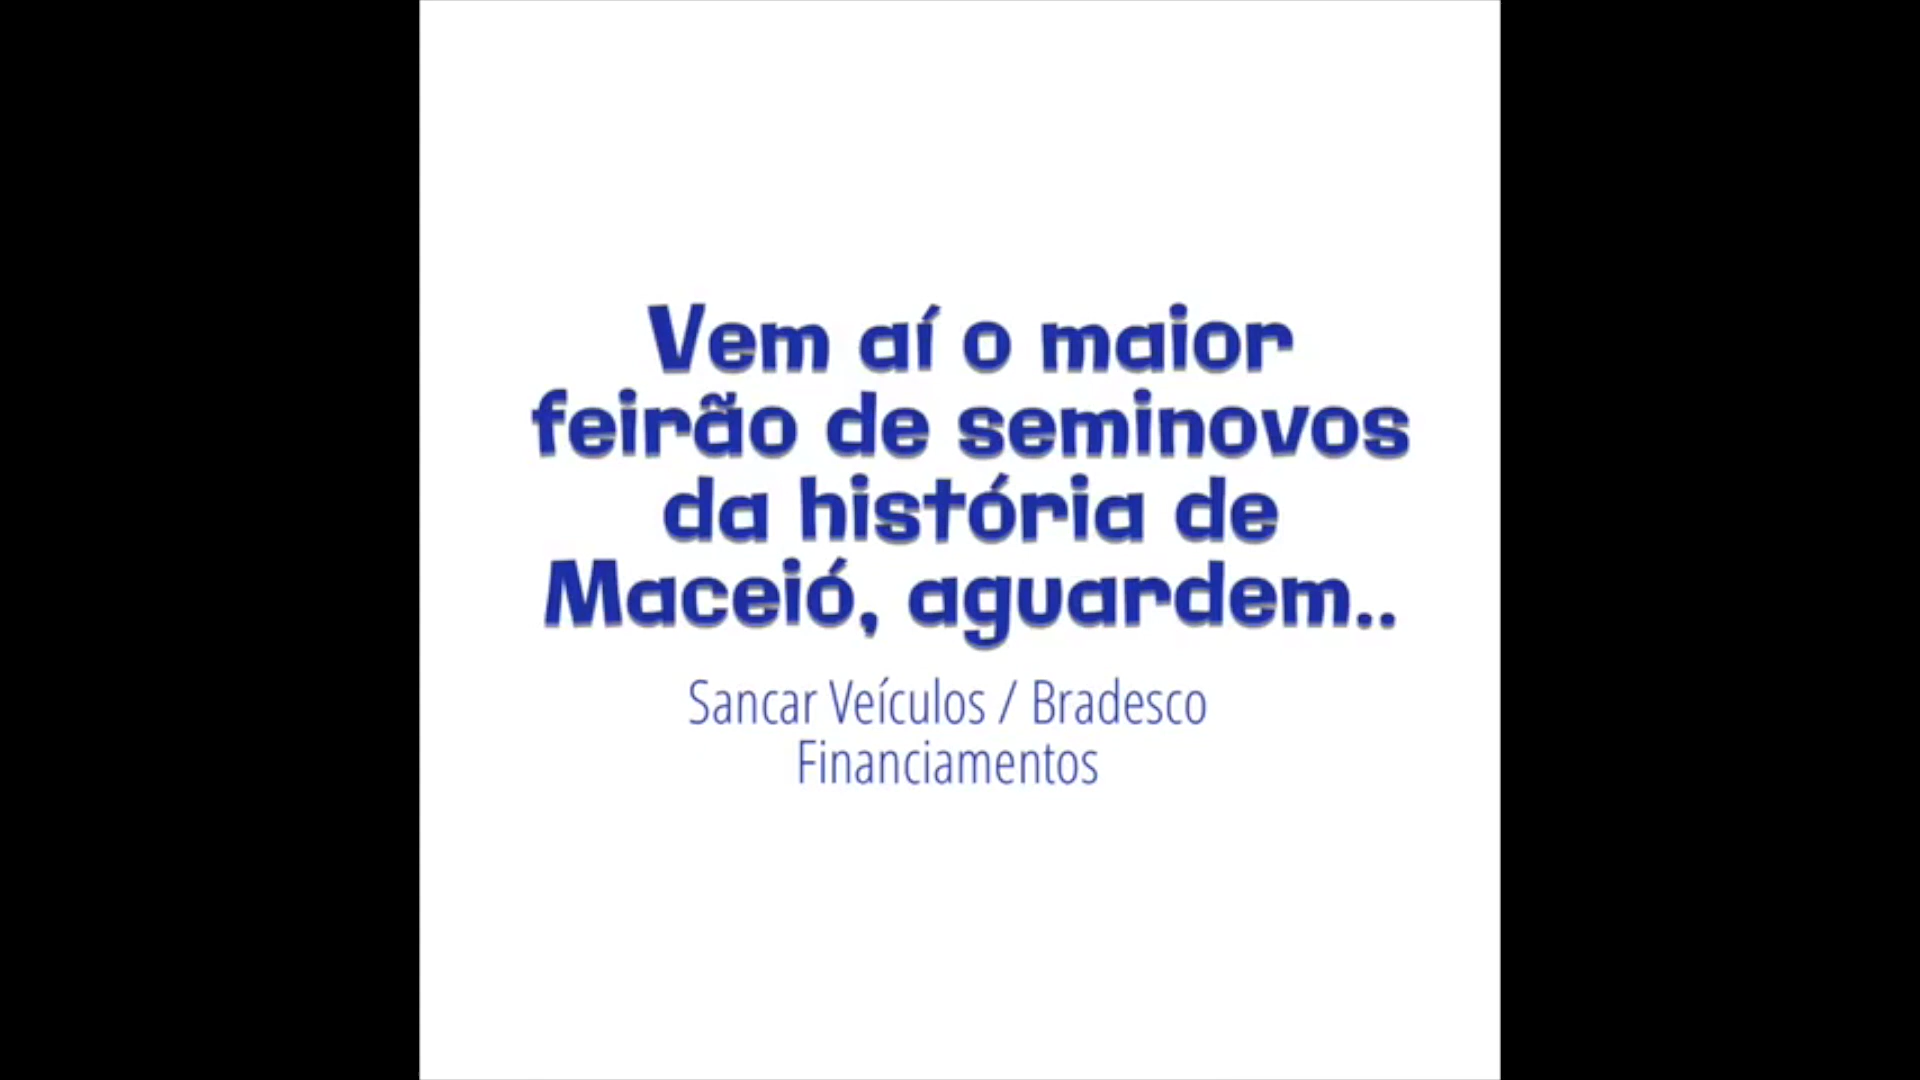 Vem aí o maior
feirão de seminovos
da história de
Maceió, aguardem..
Sancar Veículos / Bradesco
Financiamentos